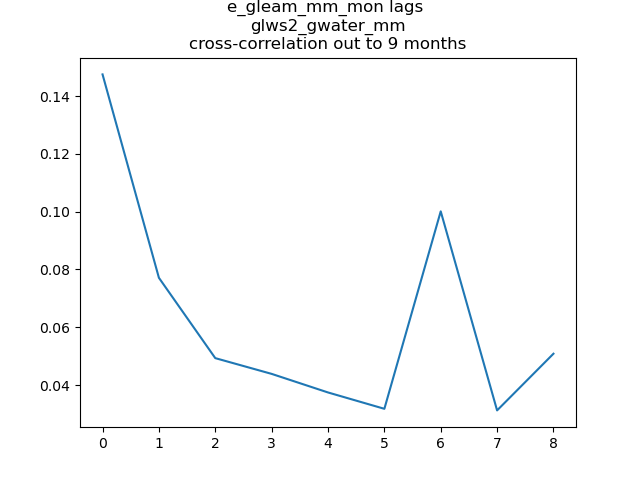 e_gleam_mm_mon lags
glws2_gwater_mm
cross-correlation out to 9 months
0.14
0.12
0.10
0.08
0.06
0.04
0 1 2 3 4 5 6 7 8